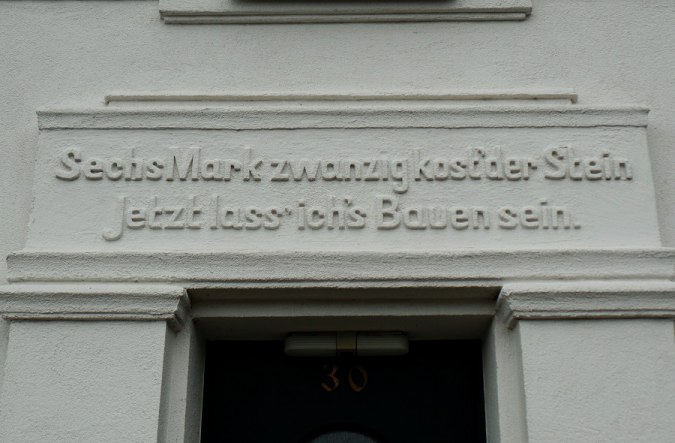 Sechs Mark zwanzig kost' der Stein
Jetzt lass' ich's Bauen sein.
30